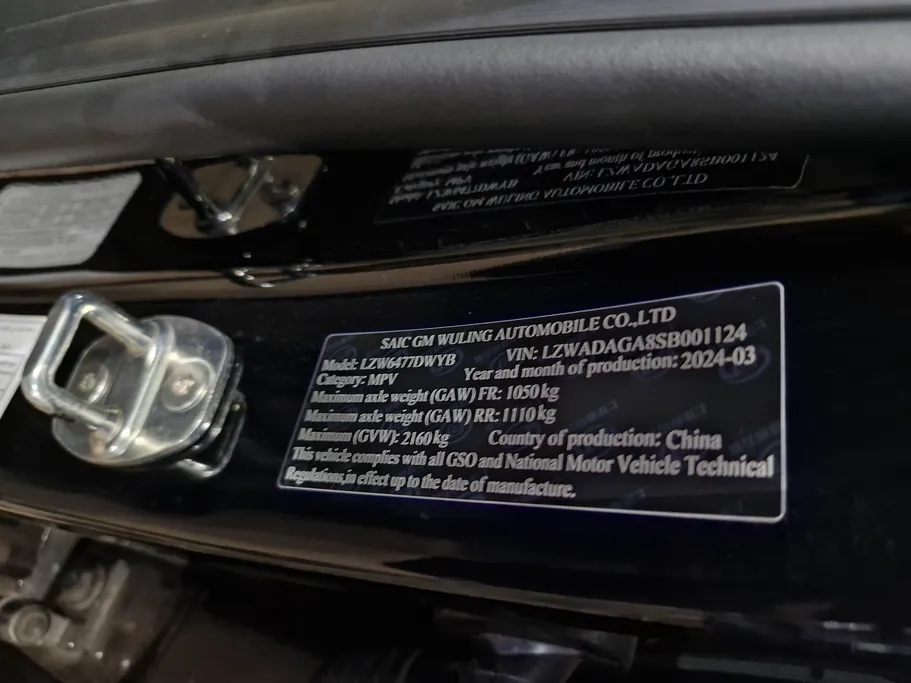 SAIC GM WULING AUTOMOBILE CO.,LTD
Model: LZW6477DWYB VIN: LZWADAGA8SB001124
Category: MPV Year and month of production: 2024-03
Maximum axle weight (GAW) FR: 1050 kg
Maximum axle weight (GAW) RR: 1110 kg
Maximum (GVW): 2160 kg Country of production: China
This vehicle complies with all GSO and National Motor Vehicle Technical
Regulations,in effect up to the date of manufacture.